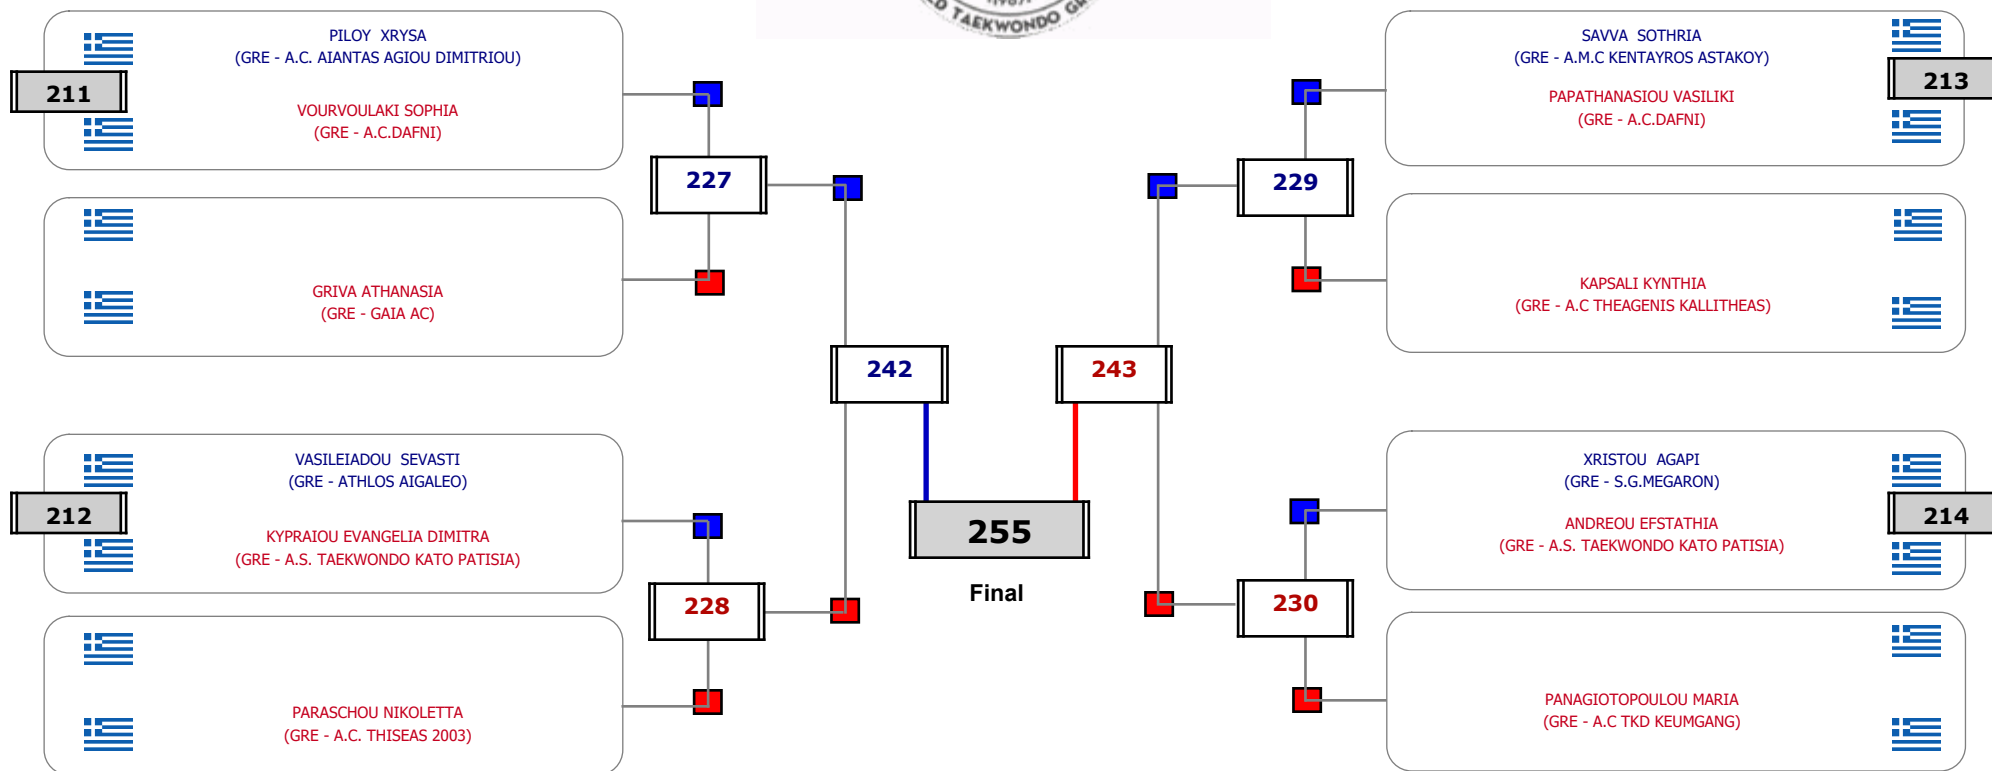 TAEKWONDO
PILOY XRYSA
(GRE - A.C. AIANTAS AGIOU DIMITRIOU)
211
VOURVOULAKI SOPHIA
(GRE - A.C.DAFNI)
SAVVA SOTHRIA
(GRE - A.M.C KENTAYROS ASTAKOY)
213
PAPATHANASIOU VASILIKI
(GRE - A.C.DAFNI)
227
229
GRIVA ATHANASIA
(GRE - GAIA AC)
KAPSALI KYNTHIA
(GRE - A.C THEAGENIS KALLITHEAS)
242
243
VASILEIADOU SEVASTI
(GRE - ATHLOS AIGALEO)
212
KYPRAIOU EVANGELIA DIMITRA
(GRE - A.S. TAEKWONDO KATO PATISIA)
XRISTOU AGAPI
(GRE - S.G.MEGARON)
214
ANDREOU EFSTATHIA
(GRE - A.S. TAEKWONDO KATO PATISIA)
255
Final
228
230
PARASCHOU NIKOLETTA
(GRE - A.C. THISEAS 2003)
PANAGIOTOPOULOU MARIA
(GRE - A.C TKD KEUMGANG)